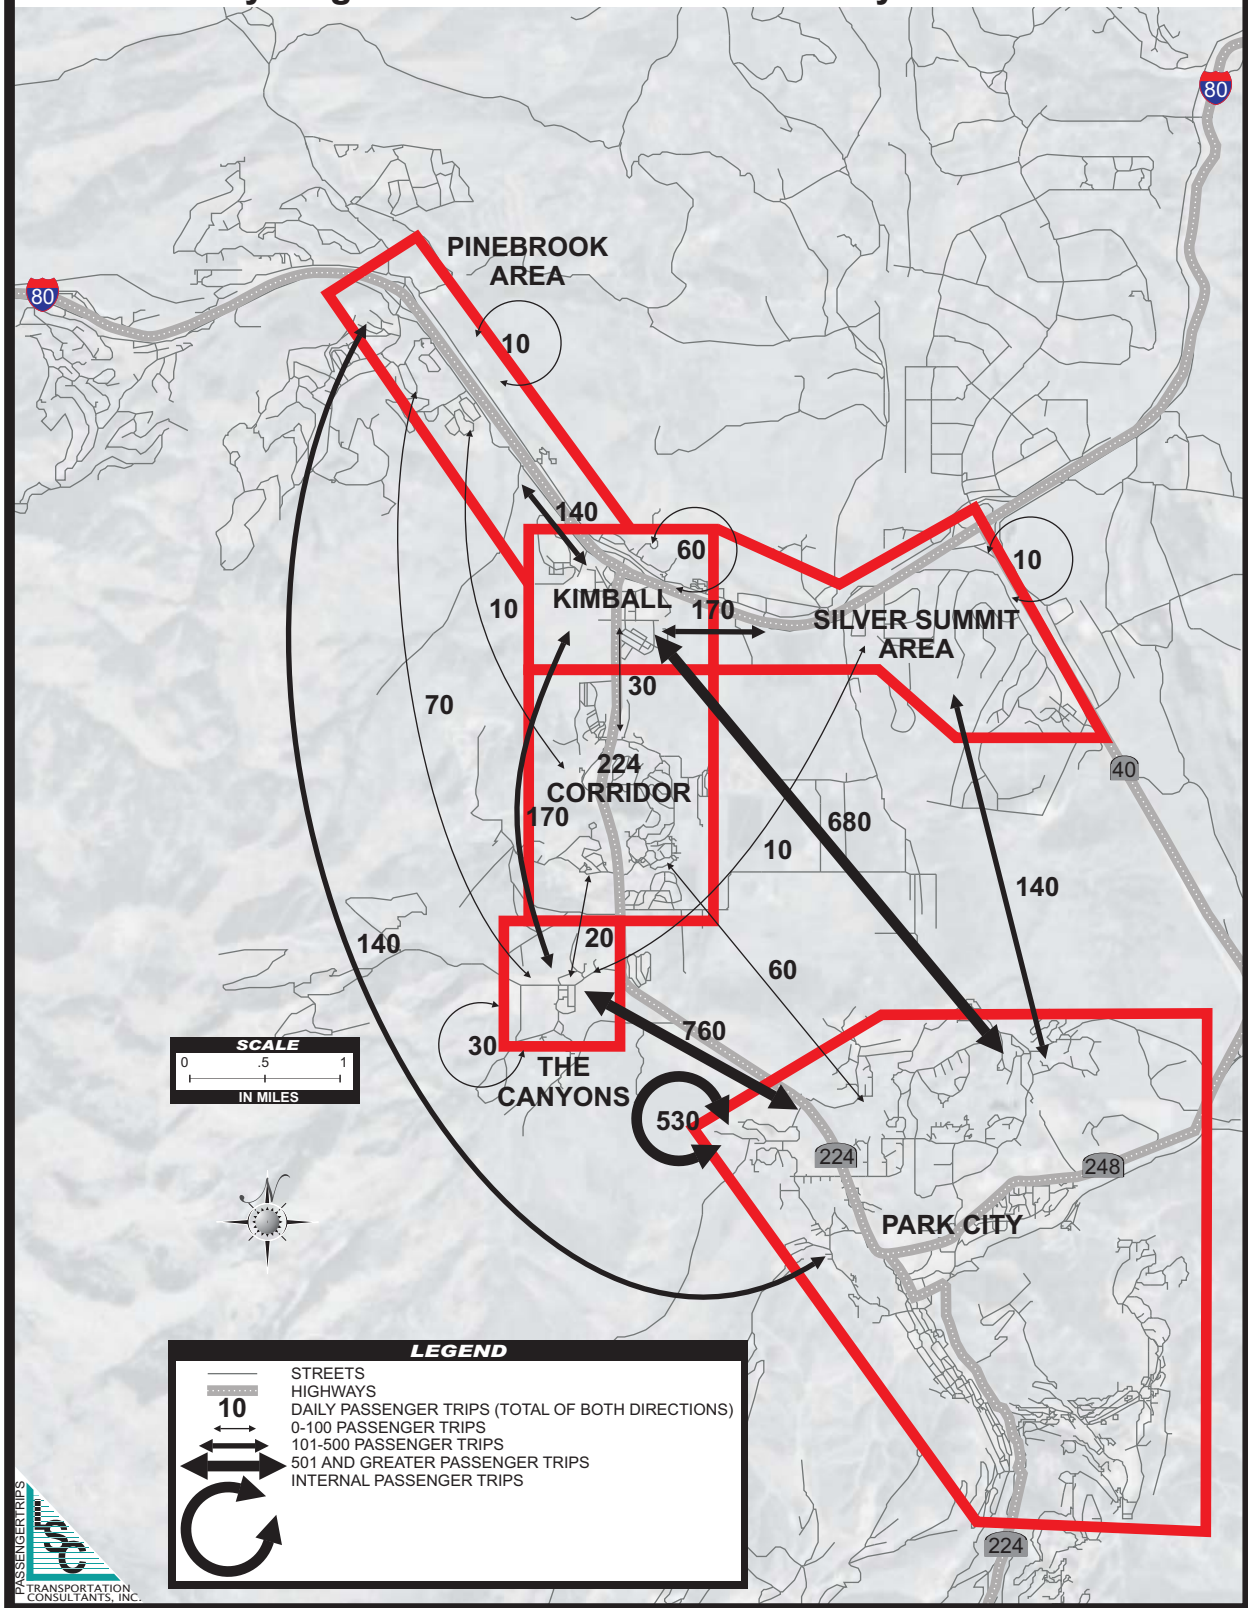 80
80
PINEBROOK
AREA
10
140
60
10
KIMBALL
10
170
SILVER SUMMIT
AREA
30
70
224
CORRIDOR
40
170
680
10
140
140
20
60
760
SCALE
0 .5 1
IN MILES
30
THE
CANYONS
530
224
248
PARK CITY
LEGEND
STREETS
HIGHWAYS
10 DAILY PASSENGER TRIPS (TOTAL OF BOTH DIRECTIONS)
0-100 PASSENGER TRIPS
101-500 PASSENGER TRIPS
501 AND GREATER PASSENGER TRIPS
INTERNAL PASSENGER TRIPS
224
PASSENGERTRIPS
LSC
TRANSPORTATION
CONSULTANTS, INC.